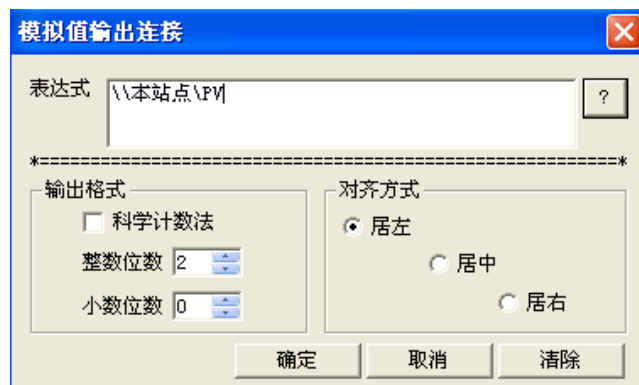 模拟值输出连接
表达式 \\本站点\PV ?
*=========================================================*
输出格式 对齐方式
科学计数法 居左
整数位数 2 居中
小数位数 0 居右
确定 取消 清除